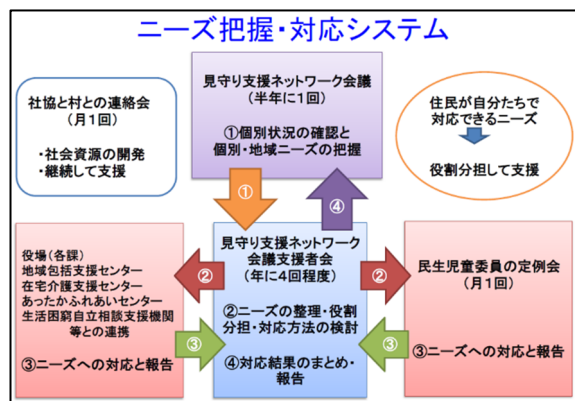 ニーズ把握・対応システム
社協と村との連絡会
（月１回）
・社会資源の開発
・継続して支援
見守り支援ネットワーク会議
（半年に１回）
①個別状況の確認と
個別・地域ニーズの把握
住民が自分たちで
対応できるニーズ
役割分担して支援
①
④
役場（各課）
地域包括支援センター
在宅介護支援センター
あったかふれあいセンター
生活困窮自立相談支援機関
等との連携
③ニーズへの対応と報告
②
③
見守り支援ネットワーク
会議支援者会
（年に４回程度）
②ニーズの整理・役割
分担・対応方法の検討
④対応結果のまとめ・
報告
②
③
民生児童委員の定例会
（月１回）
③ニーズへの対応と報告